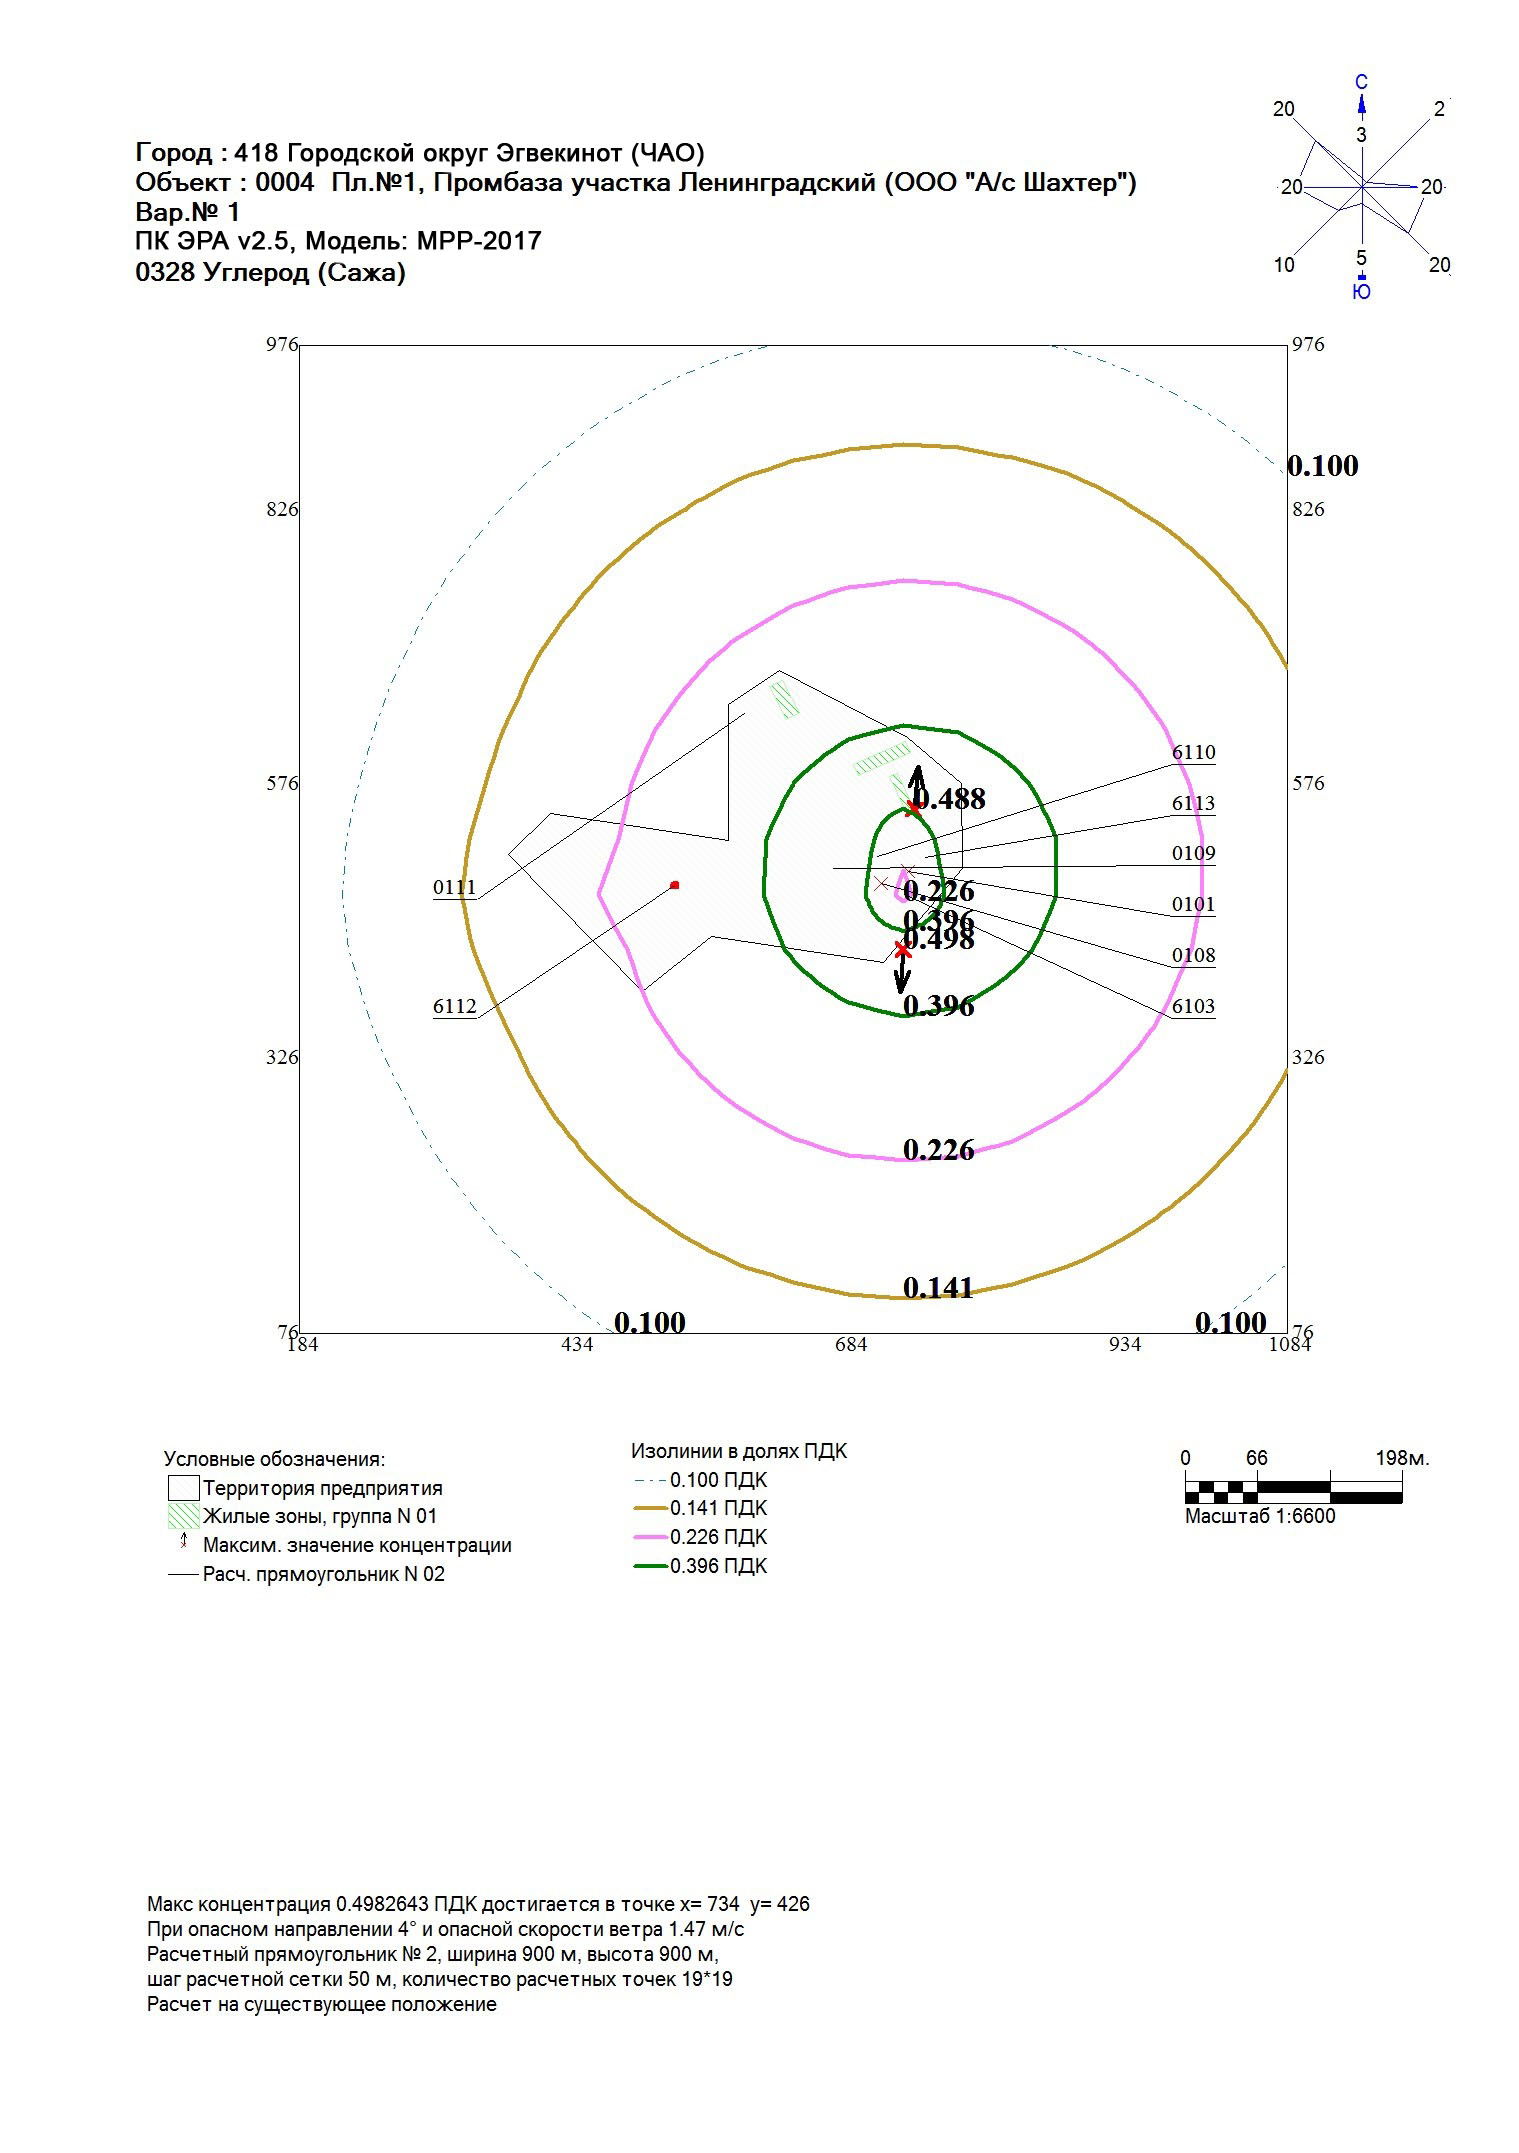 С
20
2
3
20
20
10
5
20
Ю
Город : 418 Городской округ Эгвекинот (ЧАО)
Объект : 0004 Пл.№1, Промбаза участка Ленинградский (ООО "А/с Шахтер")
Вар.№ 1
ПК ЭРА v2.5, Модель: МРР-2017
0328 Углерод (Сажа)
976
976
0.100
826
826
6110
576
576
0.488
6113
0109
0111
0.226
0101
0.396
0.498
0108
6112
0.396
6103
326
326
0.226
0.141
0.100
0.100
76
76
184
434
684
934
1084
Условные обозначения:
Территория предприятия
Жилые зоны, группа N 01
Максим. значение концентрации
Расч. прямоугольник N 02
Изолинии в долях ПДК
0.100 ПДК
0.141 ПДК
0.226 ПДК
0.396 ПДК
0 66 198м.
Масштаб 1:6600
Макс концентрация 0.4982643 ПДК достигается в точке x= 734 y= 426
При опасном направлении 4° и опасной скорости ветра 1.47 м/с
Расчетный прямоугольник № 2, ширина 900 м, высота 900 м,
шаг расчетной сетки 50 м, количество расчетных точек 19*19
Расчет на существующее положение